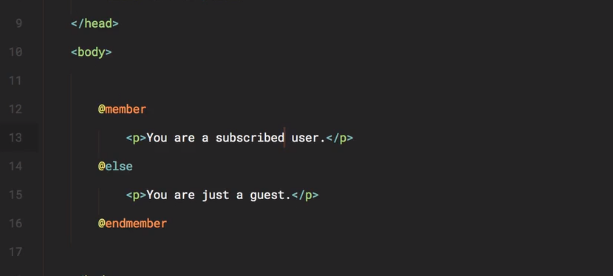 9 </head>
10 <body>
11
12 @member
13 <p>You are a subscribed user.</p>
14 @else
15 <p>You are just a guest.</p>
16 @endmember
17